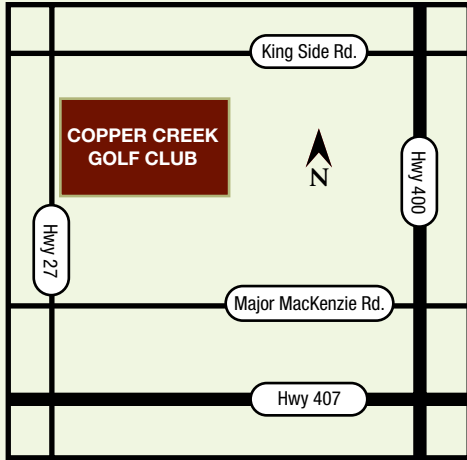 King Side Rd.
COPPER CREEK
GOLF CLUB
N
Hwy 400
Hwy 27
Major MacKenzie Rd.
Hwy 407